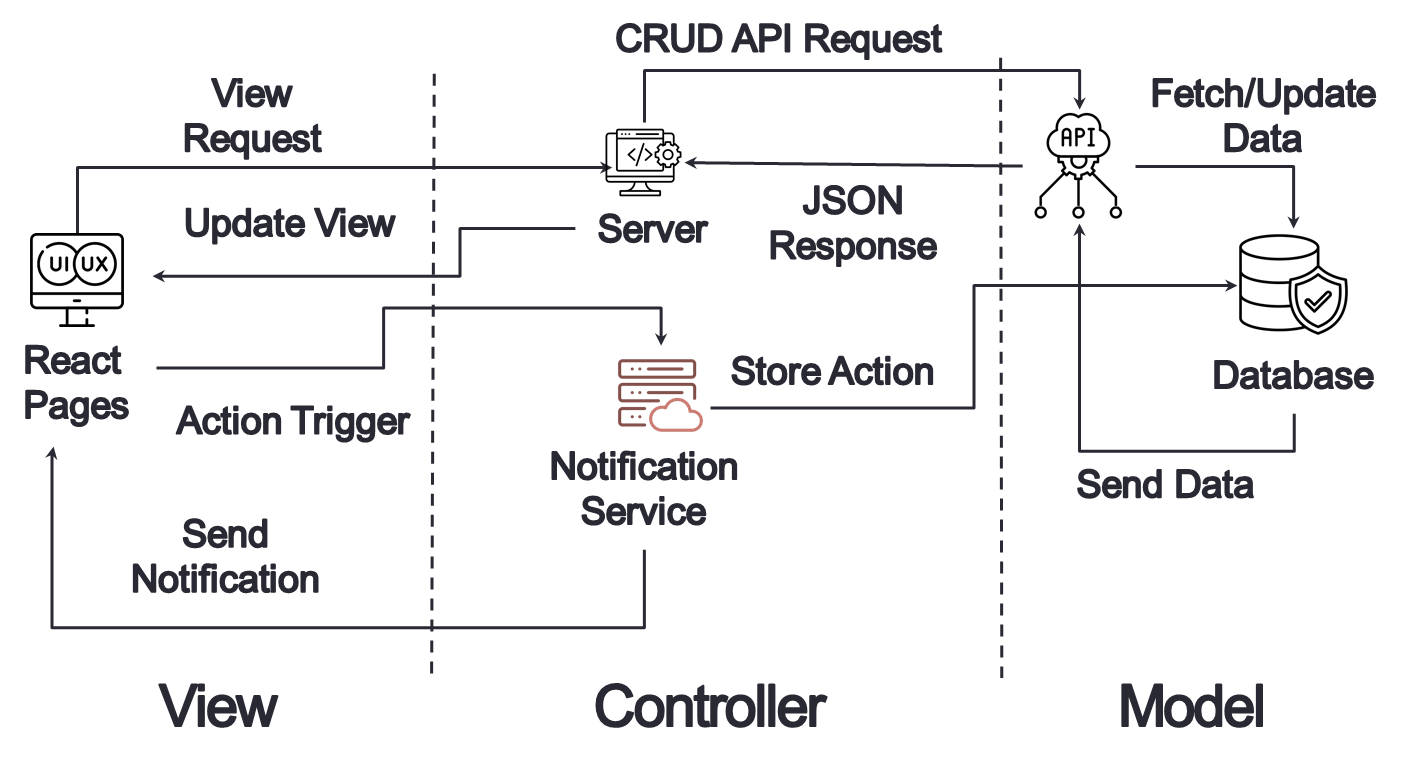 CRUD API Request
View
Request
Fetch/Update
Data
API
</>
JSON
Response
Server
Update View
UI UX
React
Pages
Action Trigger
Store Action
Database
Notification
Service
Send Data
Send
Notification
View
Controller
Model